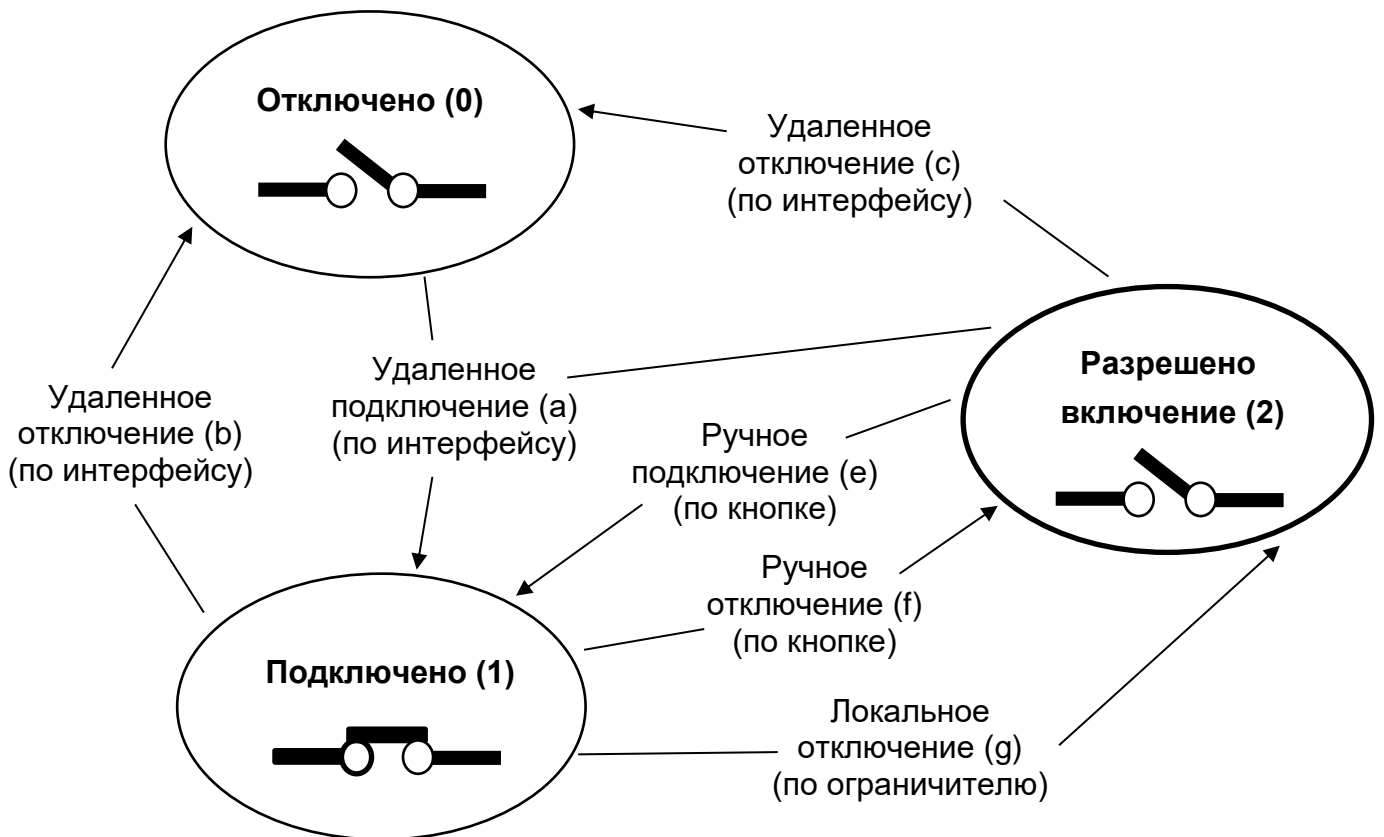 Отключено (0)
Удаленное
отключение (c)
(по интерфейсу)
Удаленное
подключение (a)
(по интерфейсу)
Удаленное
отключение (b)
(по интерфейсу)
Разрешено
включение (2)
Ручное
подключение (e)
(по кнопке)
Ручное
отключение (f)
(по кнопке)
Подключено (1)
Локальное
отключение (g)
(по ограничителю)